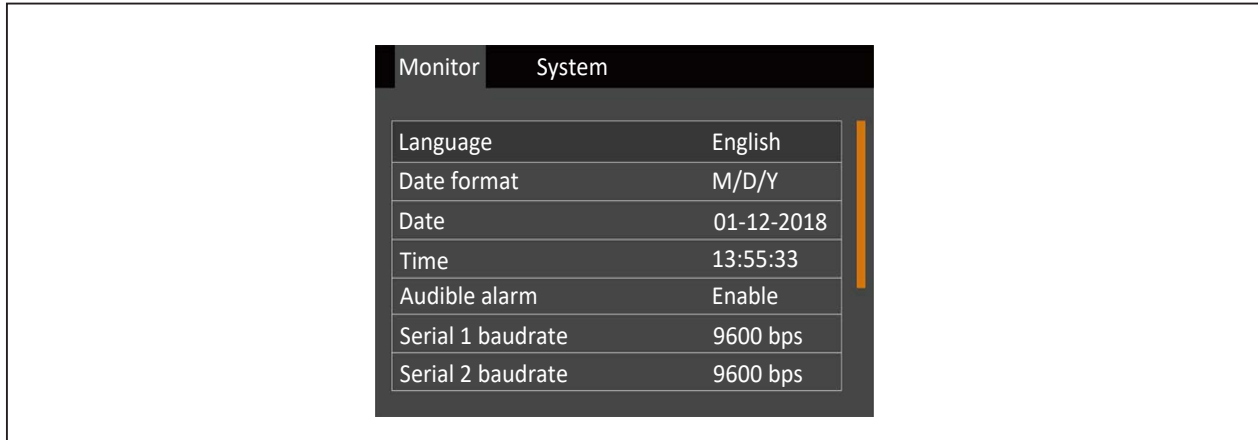 Monitor System
Language English
Date format M/D/Y
Date 01-12-2018
Time 13:55:33
Audible alarm Enable
Serial 1 baudrate 9600 bps
Serial 2 baudrate 9600 bps